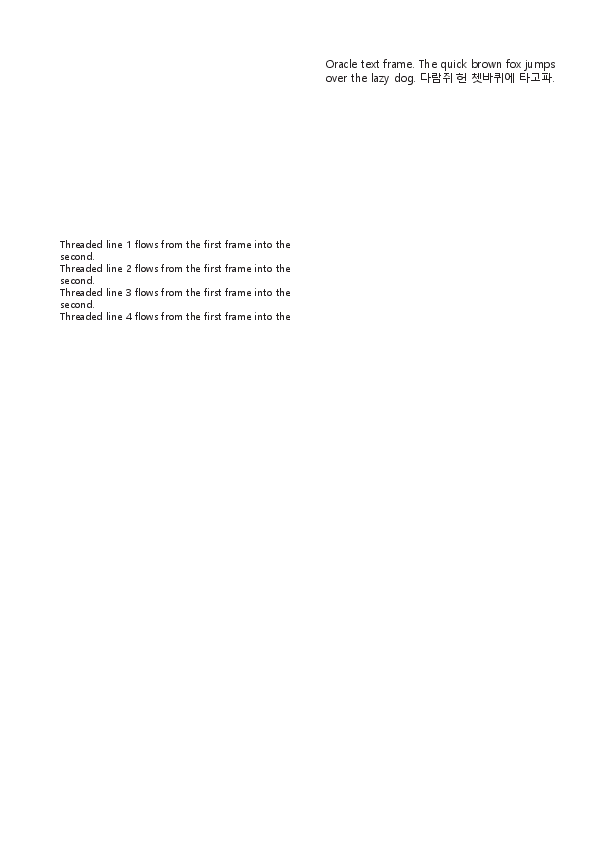 Oracle text frame. The quick brown fox jumps
over the lazy dog. 다람쥐 헌 쳇바퀴에 타고파.
Threaded line 1 flows from the first frame into the
second.
Threaded line 2 flows from the first frame into the
second.
Threaded line 3 flows from the first frame into the
second.
Threaded line 4 flows from the first frame into the